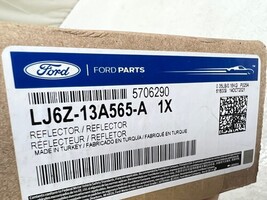 Ford
FORD PARTS
5706290
LJ6Z-13A565-A 1X
REFLECTOR / REFLECTOR
REFLECTEUR / REFLETOR
MADE IN TURKEY / FABRICADO EN TURQUÍA / FABRIQUÉ EN TURQUIE